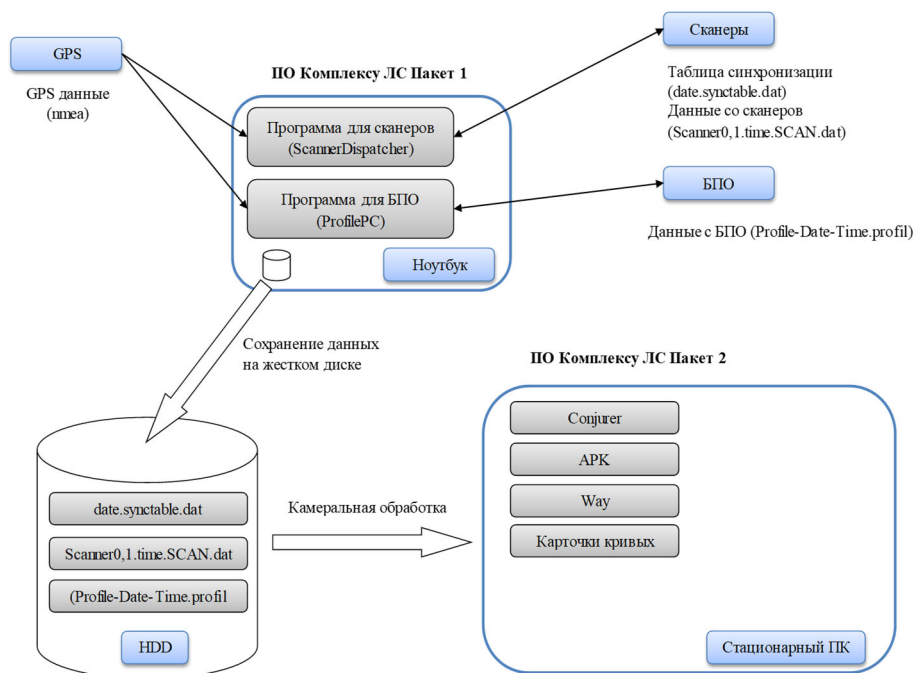 GPS
GPS данные
(nmea)
ПО Комплексу ЛС Пакет 1
Программа для сканеров
(ScannerDispatcher)
Программа для БПО
(ProfilePC)
Ноутбук
Сканеры
Таблица синхронизации
(date.synctable.dat)
Данные со сканеров
(Scanner0,1.time.SCAN.dat)
БПО
Данные с БПО (Profile-Date-Time.profil)
Сохранение данных
на жестком диске
ПО Комплексу ЛС Пакет 2
date.synctable.dat
Scanner0,1.time.SCAN.dat
(Profile-Date-Time.profil
HDD
Камеральная обработка
Conjurer
APK
Way
Карточки кривых
Стационарный ПК